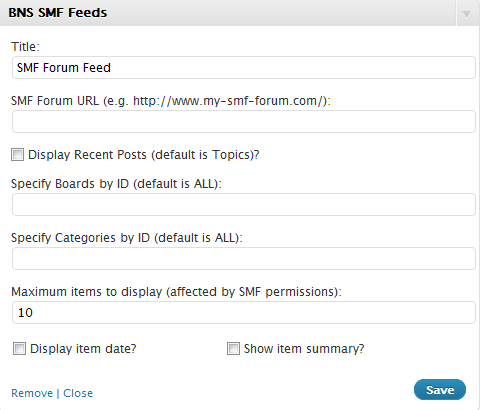 BNS SMF Feeds
Title:
SMF Forum Feed
SMF Forum URL (e.g. http://www.my-smf-forum.com/):
Display Recent Posts (default is Topics)?
Specify Boards by ID (default is ALL):
Specify Categories by ID (default is ALL):
Maximum items to display (affected by SMF permissions):
10
Display item date? Show item summary?
Remove | Close Save